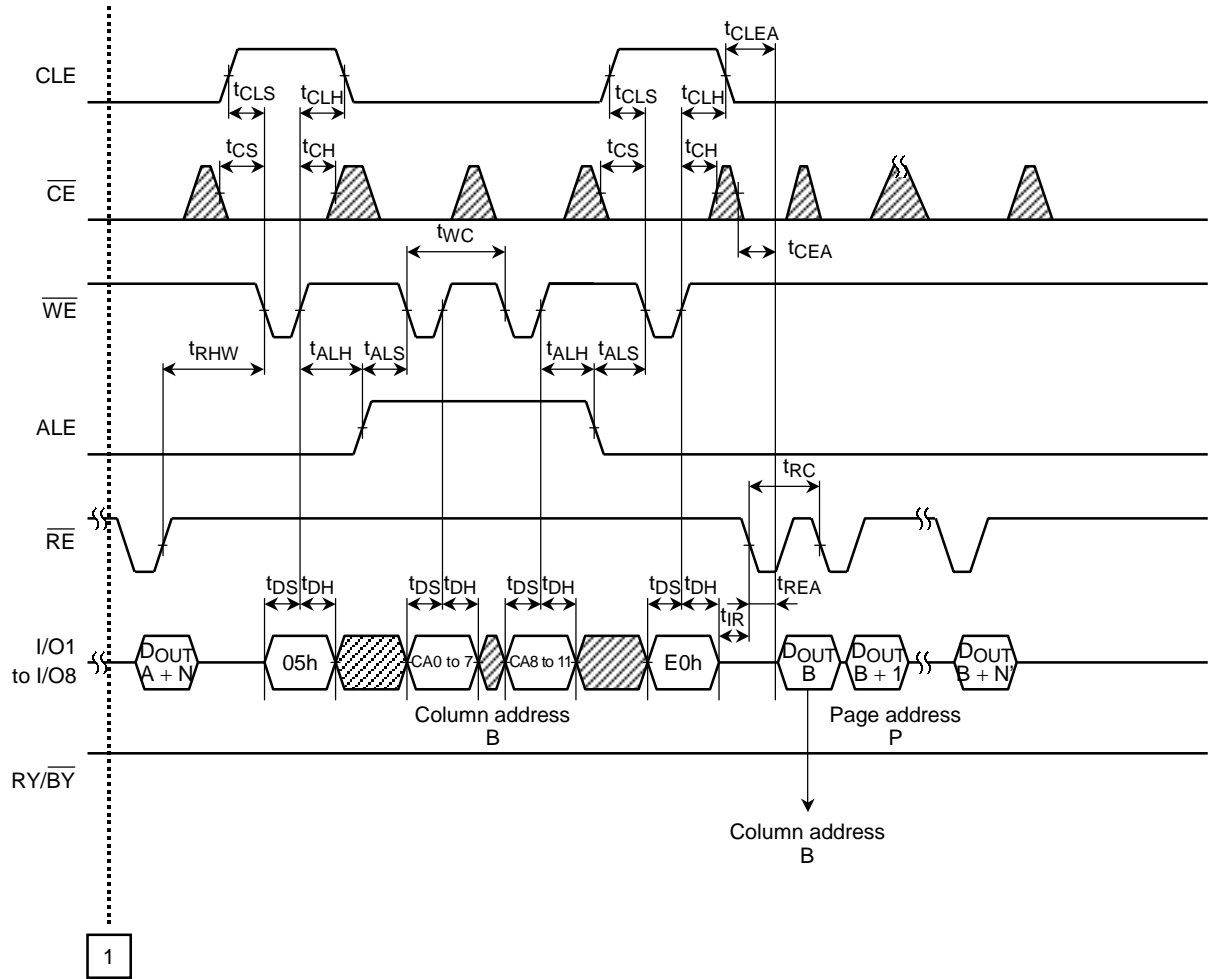 tCLEA
CLE
tCLS tCLH tCLS tCLH
tCS tCH tCS tCH
CE
tWC
tCEA
WE
tRHW tALH tALS tALH tALS
ALE
tRC
RE
tDS tDH tDS tDH tDS tDH tDS tDH tREA
tIR
I/O1
to I/O8
DOUT
A + N
05h
CA0 to 7
CA8 to 11
E0h
DOUT
B
DOUT
B + 1
DOUT
B + N'
Column address
B
Page address
P
RY/BY
Column address
B
1